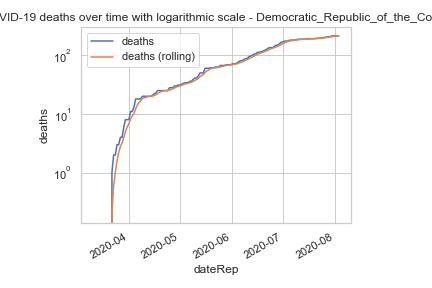 VID-19 deaths over time with logarithmic scale - Democratic_Republic_of_the_Co
deaths
deaths (rolling)
10²
10¹
10⁰
deaths
2020-04
2020-05
2020-06
2020-07
2020-08
dateRep